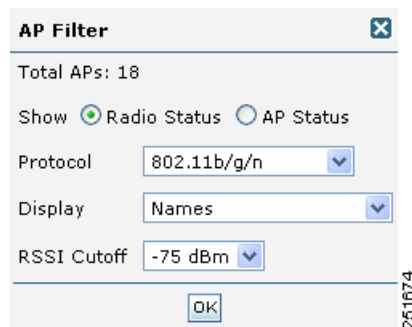 AP Filter
Total APs: 18
Show Radio Status AP Status
Protocol 802.11b/g/n
Display Names
RSSI Cutoff -75 dBm
OK
251674